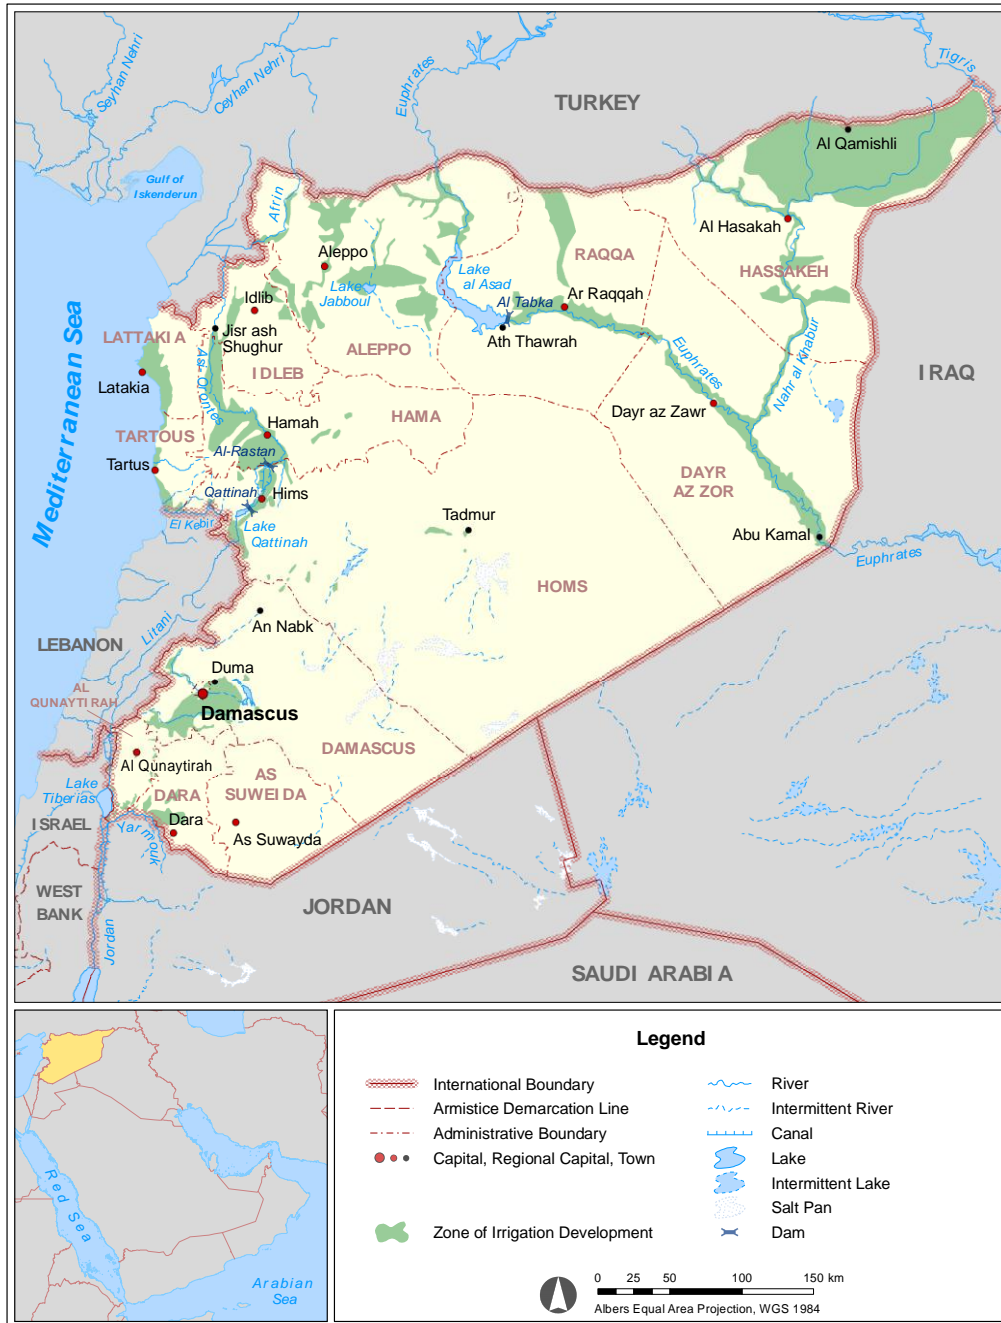 Seyhan Nehri
Ceyhan Nehri
Euphrates
Tigris
TURKEY
Al Qamishli
Gulf of
Iskenderun
Afrin
Al Hasakah
Aleppo
RAQQA
HASSAKEH
Lake
al Asad
Lake
Jabboul
Idlib
Al Tabka
Ar Raqqah
Mediterranean Sea
LATTAKIA
Jisr ash
Shughur
Ath Thawrah
ALEPPO
IDLEB
Asi-Orontes
Euphrates
Nahr al Khabur
IRAQ
Latakia
Dayr az Zawr
HAMA
Hamah
TARTOUS
Al-Rastan
Tartus
DAYR
AZ ZOR
Qattinah
Hims
El Kebir
Lake
Qattinah
Tadmur
Abu Kamal
Euphrates
HOMS
An Nabk
Litani
LEBANON
Duma
AL
QUNAYTIRAH
Damascus
DAMASCUS
Al Qunaytirah
AS
SUWEIDA
Lake
Tiberias
DARA
Dara
ISRAEL
Yarmouk
As Suwayda
WEST
BANK
JORDAN
Jordan
SAUDI ARABIA
Red Sea
Arabian
Sea
Legend
International Boundary
Armistice Demarcation Line
Administrative Boundary
Capital, Regional Capital, Town
Zone of Irrigation Development
River
Intermittent River
Canal
Lake
Intermittent Lake
Salt Pan
Dam
0 25 50 100 150 km
Albers Equal Area Projection, WGS 1984